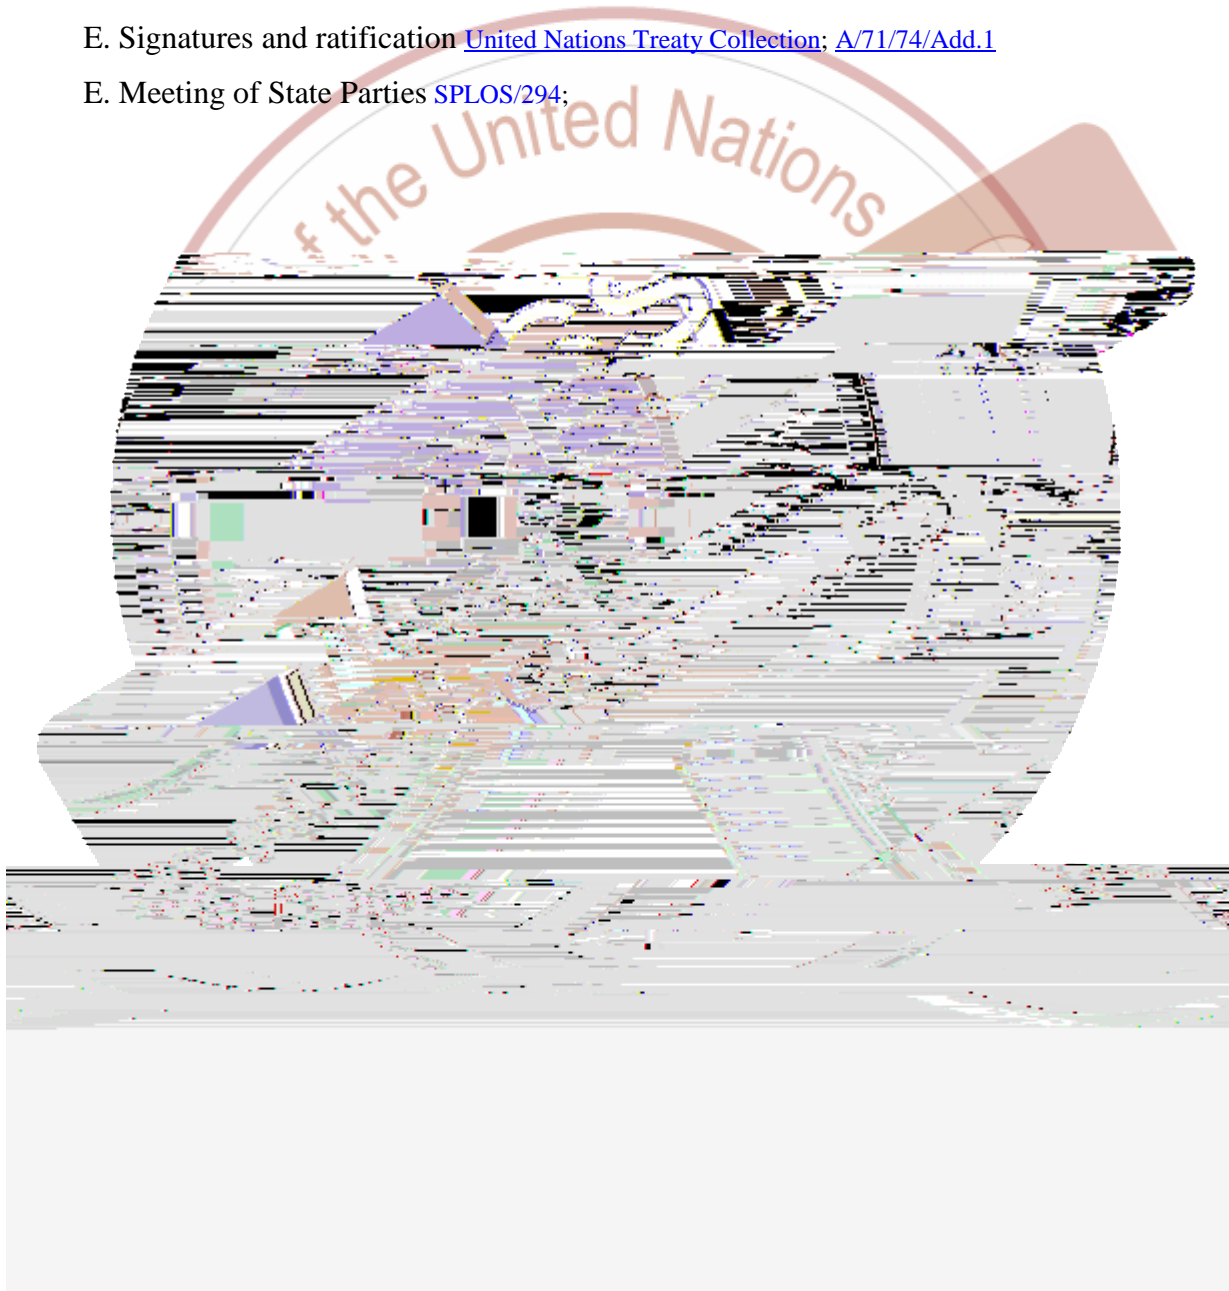 E. Signatures and ratification United Nations Treaty Collection; A/71/74/Add.1
E. Meeting of State Parties SPLOS/294;
f the United Nations